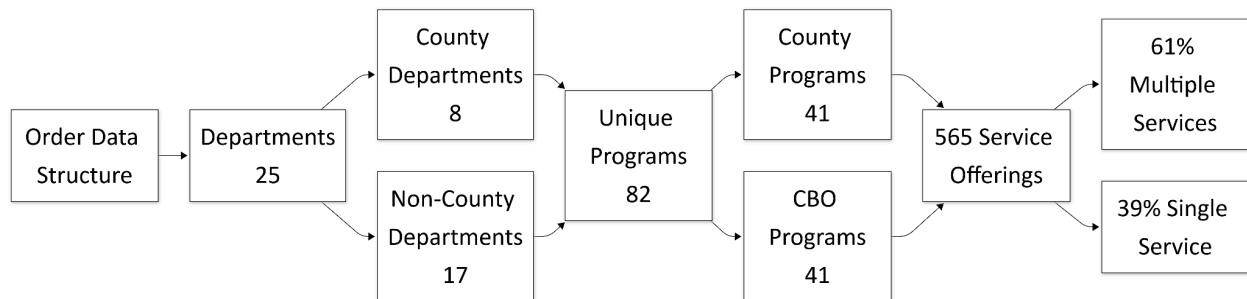 Order Data
Structure
Departments
25
County
Departments
8
Non-County
Departments
17
Unique
Programs
82
County
Programs
41
CBO
Programs
41
565 Service
Offerings
61%
Multiple
Services
39% Single
Service